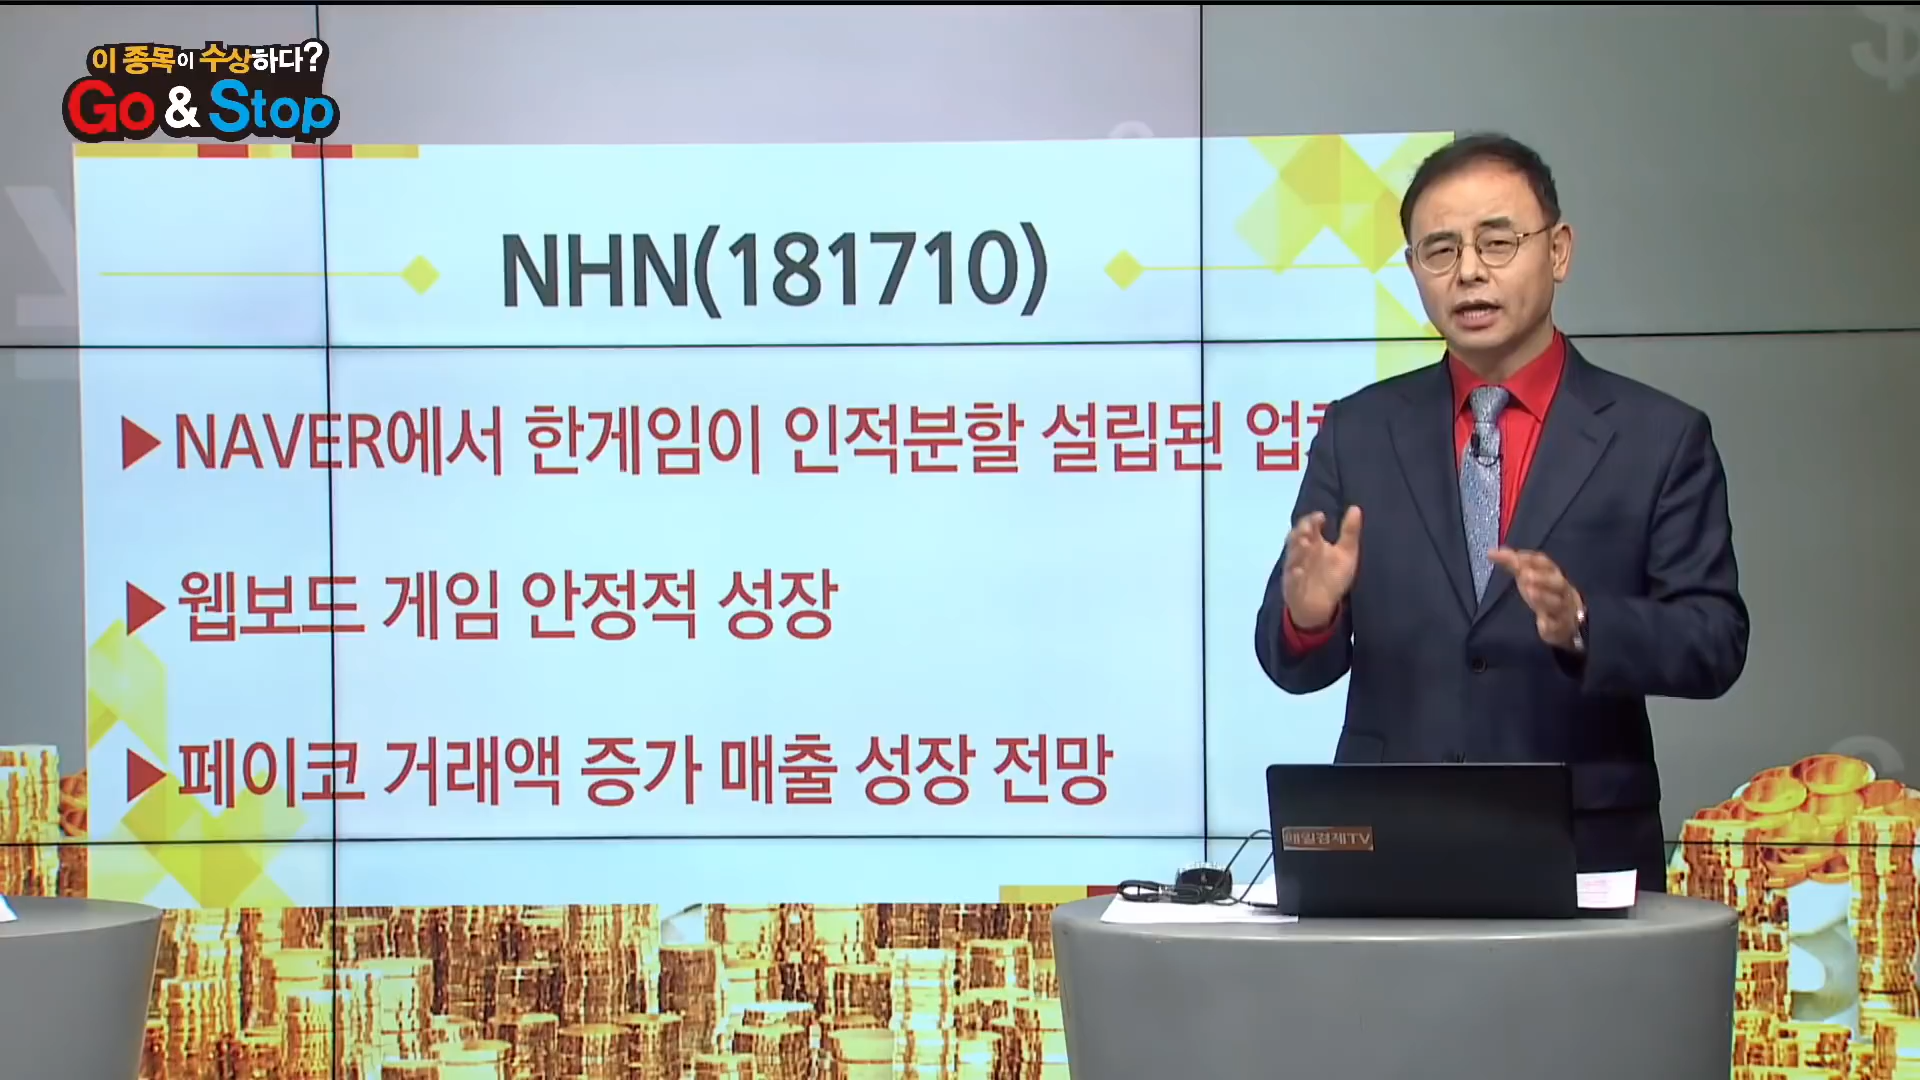 이 종목이 수상하다?
Go & Stop
NHN(181710)
▶NAVER에서 한게임이 인적분할 설립된
▶웹보드 게임 안정적 성장
▶페이코 거래액 증가 매출 성장 전망
매일경제TV